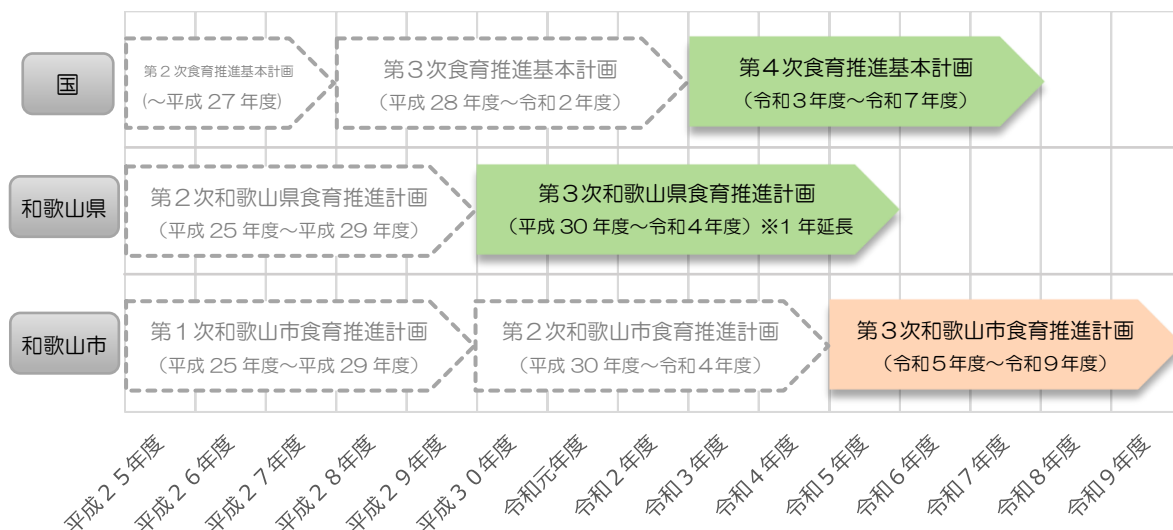 国
第２次食育推進基本計画
(～平成 27 年度)
第３次食育推進基本計画
（平成 28 年度～令和２年度）
第４次食育推進基本計画
（令和３年度～令和７年度）
和歌山県
第２次和歌山県食育推進計画
（平成 25 年度～平成 29 年度）
第３次和歌山県食育推進計画
（平成 30 年度～令和４年度）※1 年延長
和歌山市
第１次和歌山市食育推進計画
（平成 25 年度～平成 29 年度）
第２次和歌山市食育推進計画
（平成 30 年度～令和４年度）
第３次和歌山市食育推進計画
（令和５年度～令和９年度）
平成２５年度
平成２６年度
平成２７年度
平成２８年度
平成２９年度
平成３０年度
令和元年度
令和２年度
令和３年度
令和４年度
令和５年度
令和６年度
令和７年度
令和８年度
令和９年度